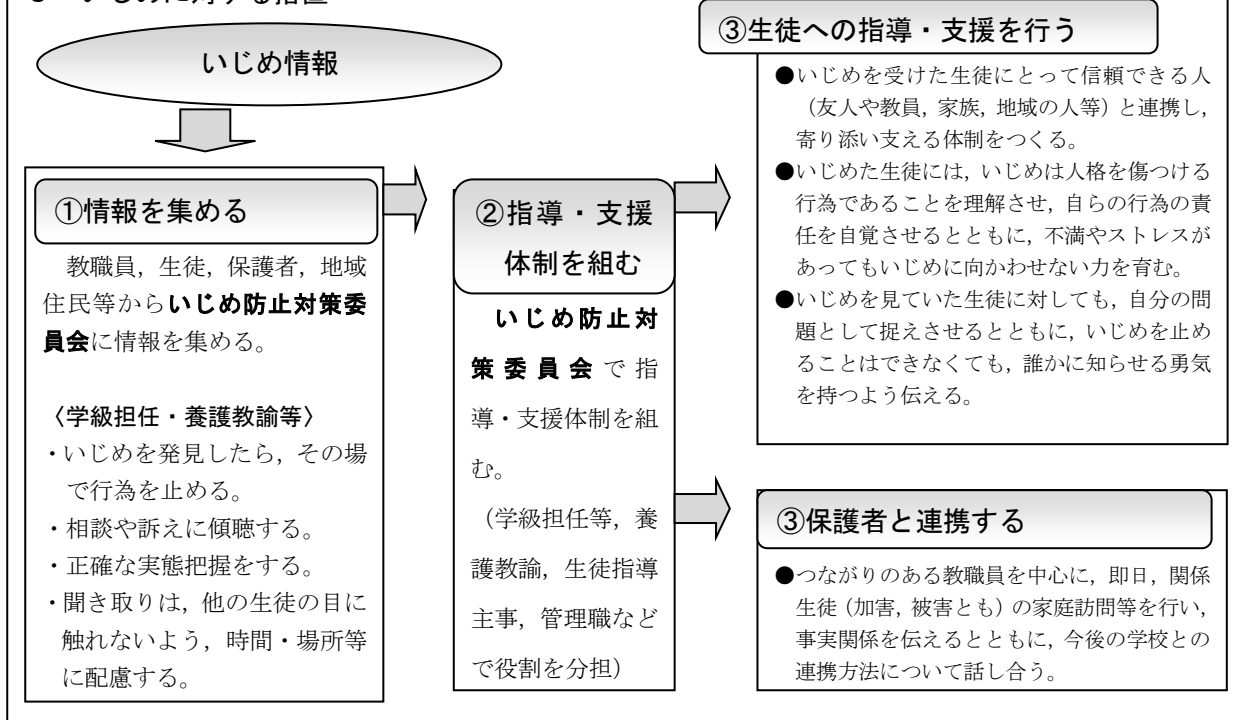 いじめ情報
①情報を集める
教職員，生徒，保護者，地域
住民等からいじめ防止対策委
員会に情報を集める。
〈学級担任・養護教諭等〉
・いじめを発見したら，その場
で行為を止める。
・相談や訴えに傾聴する。
・正確な実態把握をする。
・聞き取りは，他の生徒の目に
触れないよう，時間・場所等
に配慮する。
②指導・支援
体制を組む
いじめ防止対
策委員会で指
導・支援体制を組
む。
（学級担任等，養
護教諭，生徒指導
主事，管理職など
で役割を分担）
③生徒への指導・支援を行う
●いじめを受けた生徒にとって信頼できる人
（友人や教員，家族，地域の人等）と連携し，
寄り添い支える体制をつくる。
●いじめた生徒には，いじめは人格を傷つける
行為であることを理解させ，自らの行為の責
任を自覚させるとともに，不満やストレスが
あってもいじめに向かわせない力を育む。
●いじめを見ていた生徒に対しても，自分の問
題として捉えさせるとともに，いじめを止め
ることはできなくても，誰かに知らせる勇気
を持つよう伝える。
③保護者と連携する
●つながりのある教職員を中心に，即日，関係
生徒（加害，被害とも）の家庭訪問等を行い，
事実関係を伝えるとともに，今後の学校との
連携方法について話し合う。